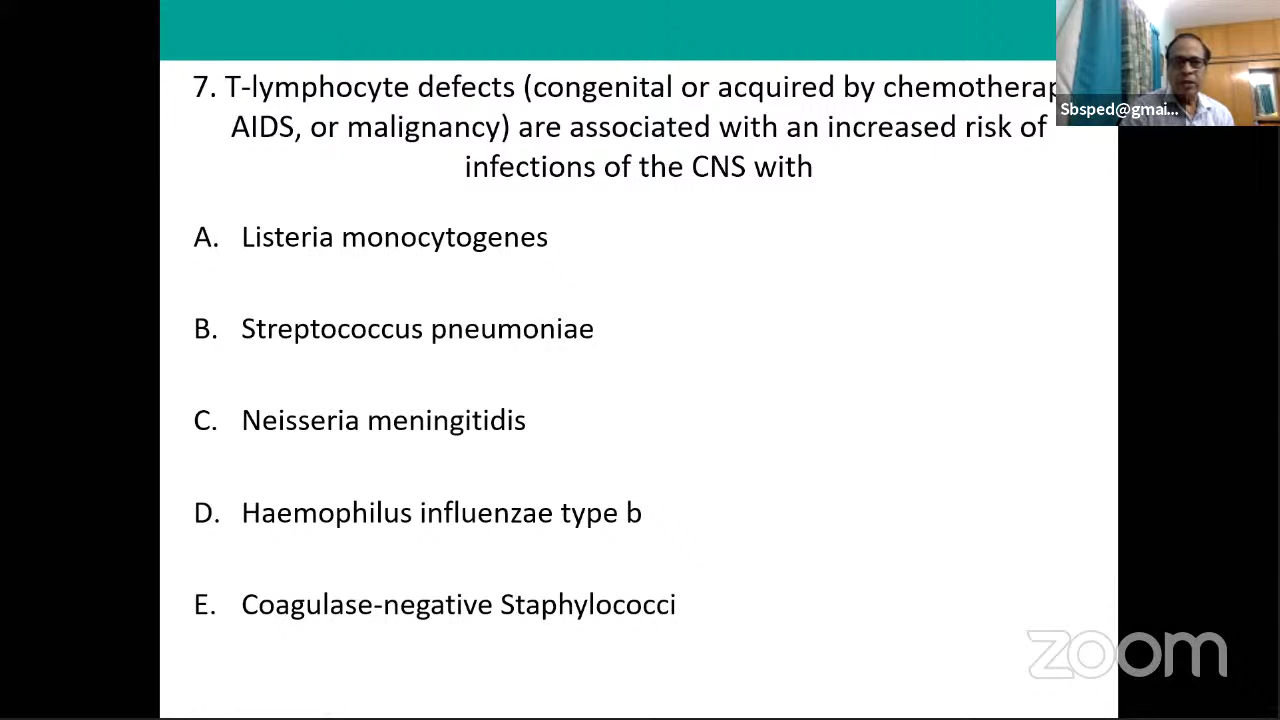 7. T-lymphocyte defects (congenital or acquired by chemotherap
AIDS, or malignancy) are associated with an increased risk of
infections of the CNS with
A. Listeria monocytogenes
B. Streptococcus pneumoniae
C. Neisseria meningitidis
D. Haemophilus influenzae type b
E. Coagulase-negative Staphylococci
Sbsped@gmai...
zoom